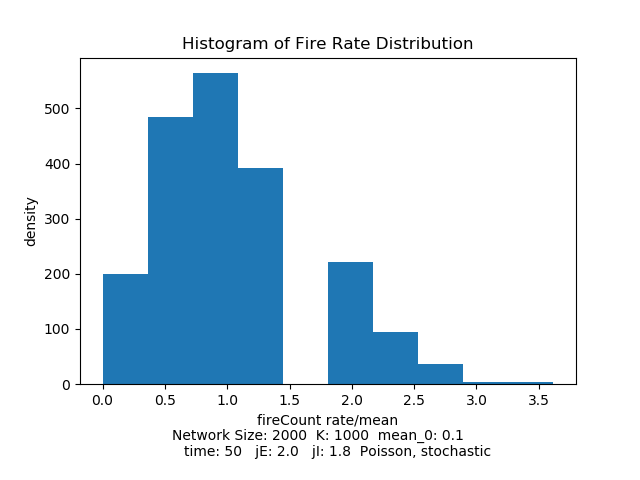 Histogram of Fire Rate Distribution
density
500
400
300
200
100
0
0.0 0.5 1.0 1.5 2.0 2.5 3.0 3.5
fireCount rate/mean
Network Size: 2000 K: 1000 mean_0: 0.1
time: 50 jE: 2.0 jI: 1.8 Poisson, stochastic